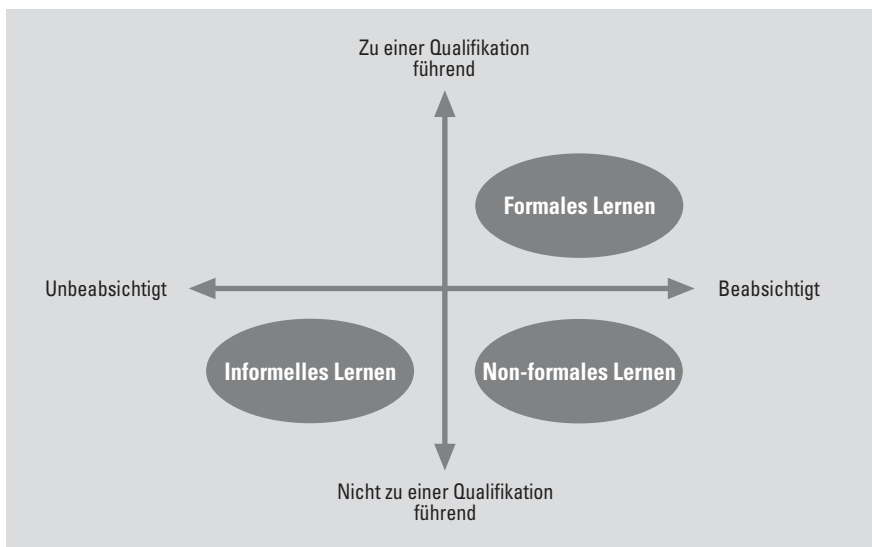 Zu einer Qualifikation
führend
Formales Lernen
Unbeabsichtigt
Beabsichtigt
Informelles Lernen
Non-formales Lernen
Nicht zu einer Qualifikation
führend